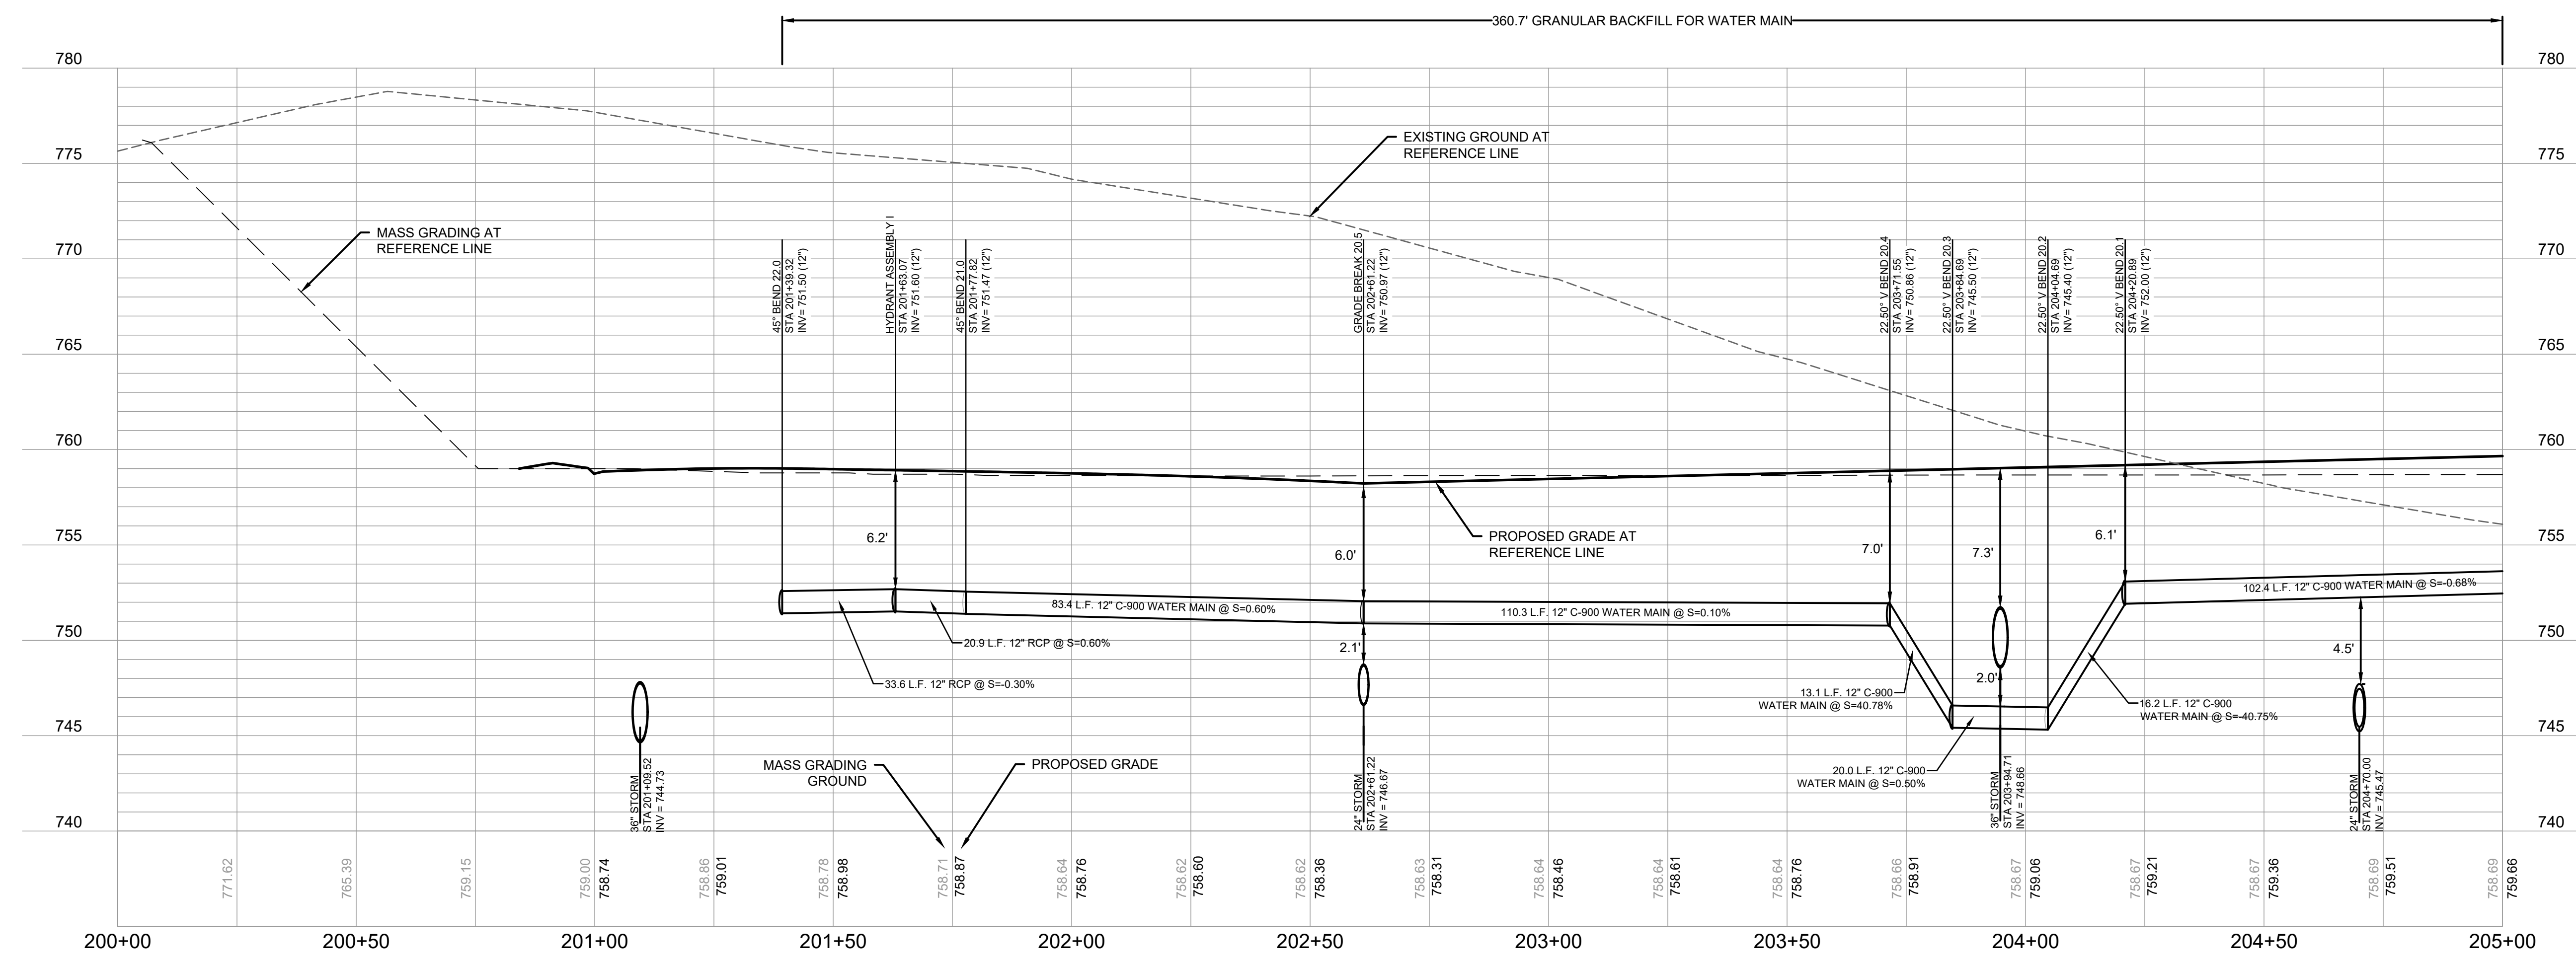 360.7' GRANULAR BACKFILL FOR WATER MAIN
780
780
775
775
770
770
765
765
760
760
755
755
750
750
745
745
740
740
EXISTING GROUND AT
REFERENCE LINE
MASS GRADING AT
REFERENCE LINE
45° BEND 22.0
STA 201+39.32
INV= 751.50 (12")
HYDRANT ASSEMBLY I
STA 201+63.07
INV= 751.60 (12")
45° BEND 21.0
STA 201+77.82
INV= 751.47 (12")
GRADE BREAK 20.5
STA 202+61.22
INV= 750.97 (12")
22.50° V BEND 20.4
STA 203+71.55
INV= 750.86 (12")
22.50° V BEND 20.3
STA 203+84.69
INV= 745.50 (12")
22.50° V BEND 20.2
STA 204+04.69
INV= 745.40 (12")
22.50° V BEND 20.1
STA 204+20.89
INV= 752.00 (12")
6.2'
6.0'
7.0'
7.3'
6.1'
PROPOSED GRADE AT
REFERENCE LINE
83.4 L.F. 12" C-900 WATER MAIN @ S=0.60%
110.3 L.F. 12" C-900 WATER MAIN @ S=0.10%
102.4 L.F. 12" C-900 WATER MAIN @ S=-0.68%
20.9 L.F. 12" RCP @ S=0.60%
33.6 L.F. 12" RCP @ S=-0.30%
2.1'
2.0'
4.5'
13.1 L.F. 12" C-900
WATER MAIN @ S=40.78%
16.2 L.F. 12" C-900
WATER MAIN @ S=-40.75%
20.0 L.F. 12" C-900
WATER MAIN @ S=0.50%
36" STORM
STA 201+09.52
INV = 744.73
24" STORM
STA 202+61.22
INV = 746.67
36" STORM
STA 203+94.71
INV = 748.66
24" STORM
STA 204+70.00
INV = 745.47
MASS GRADING
GROUND
PROPOSED GRADE
771.62
765.39
759.15
759.00
758.74
758.86
759.01
758.78
758.98
758.71
758.87
758.64
758.76
758.62
758.60
758.62
758.36
758.63
758.31
758.64
758.46
758.64
758.61
758.64
758.76
758.66
758.91
758.67
759.06
758.67
759.21
758.67
759.36
758.69
759.51
758.69
759.66
200+00
200+50
201+00
201+50
202+00
202+50
203+00
203+50
204+00
204+50
205+00